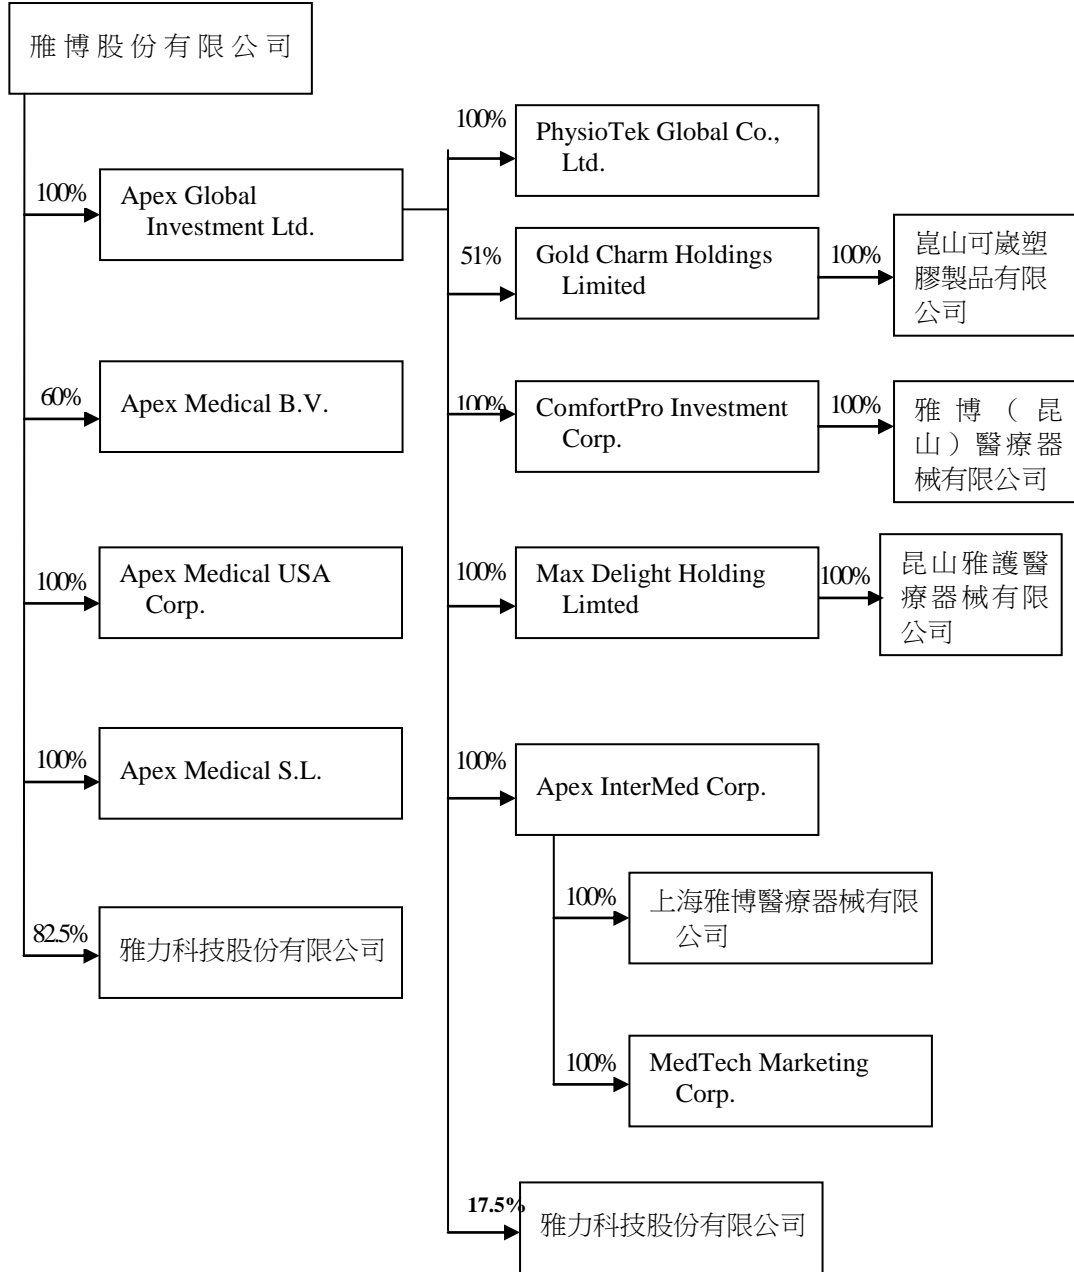 雅博股份有限公司
100%
Apex Global
Investment Ltd.
60%
Apex Medical B.V.
100%
Apex Medical USA
Corp.
100%
Apex Medical S.L.
82.5%
雅力科技股份有限公司
100%
PhysioTek Global Co.,
Ltd.
51%
Gold Charm Holdings
Limited
100%
崑山可崴塑
膠製品有限
公司
100%
ComfortPro Investment
Corp.
100%
雅博（昆
山）醫療器
械有限公司
100%
Max Delight Holding
Limted
100%
昆山雅護醫
療器械有限
公司
100%
Apex InterMed Corp.
100%
上海雅博醫療器械有限
公司
100%
MedTech Marketing
Corp.
17.5%
雅力科技股份有限公司